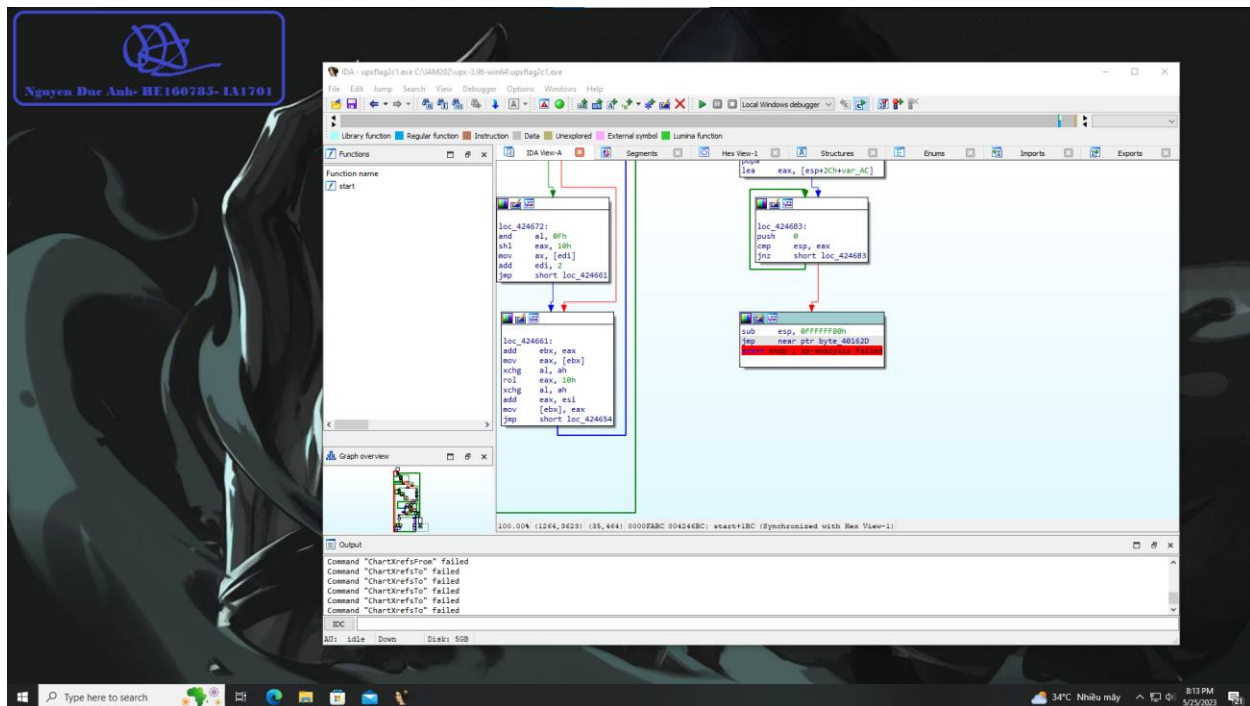 Nguyen Duc Anh- HE160785- IA1701
IDA - upxflag2c1.exe C:\IAM202\upx-3.96-win64\upxflag2c1.exe
File Edit Jump Search View Debugger Options Windows Help
Local Windows debugger
Library function Regular function Instruction Data Unexplored External symbol Lumina function
Functions
IDA View-A Segments Hex View-1 Structures Enums Imports Exports
Function name
start
popa
lea eax, [esp+2Ch+var_AC]
loc_424672:
and al, 0Fh
shl eax, 10h
mov ax, [edi]
add edi, 2
jmp short loc_424661
loc_424683:
push 0
cmp esp, eax
jnz short loc_424683
loc_424661:
add ebx, eax
mov eax, [ebx]
xchg al, ah
rol eax, 10h
xchg al, ah
add eax, esi
mov [ebx], eax
jmp short loc_424654
sub esp, 0FFFFFF80h
jmp near ptr byte_40162D
start endp ; sp-analysis failed
Graph overview
100.00% (1264,3623) (35,464) 0000FABC 004246BC: start+1BC (Synchronized with Hex View-1)
Output
Command "ChartXrefsFrom" failed
Command "ChartXrefsTo" failed
Command "ChartXrefsTo" failed
Command "ChartXrefsTo" failed
Command "ChartXrefsTo" failed
Command "ChartXrefsTo" failed
IDC
AU: idle Down Disk: 5GB
Type here to search
34°C Nhiều mây
8:13 PM
5/25/2023